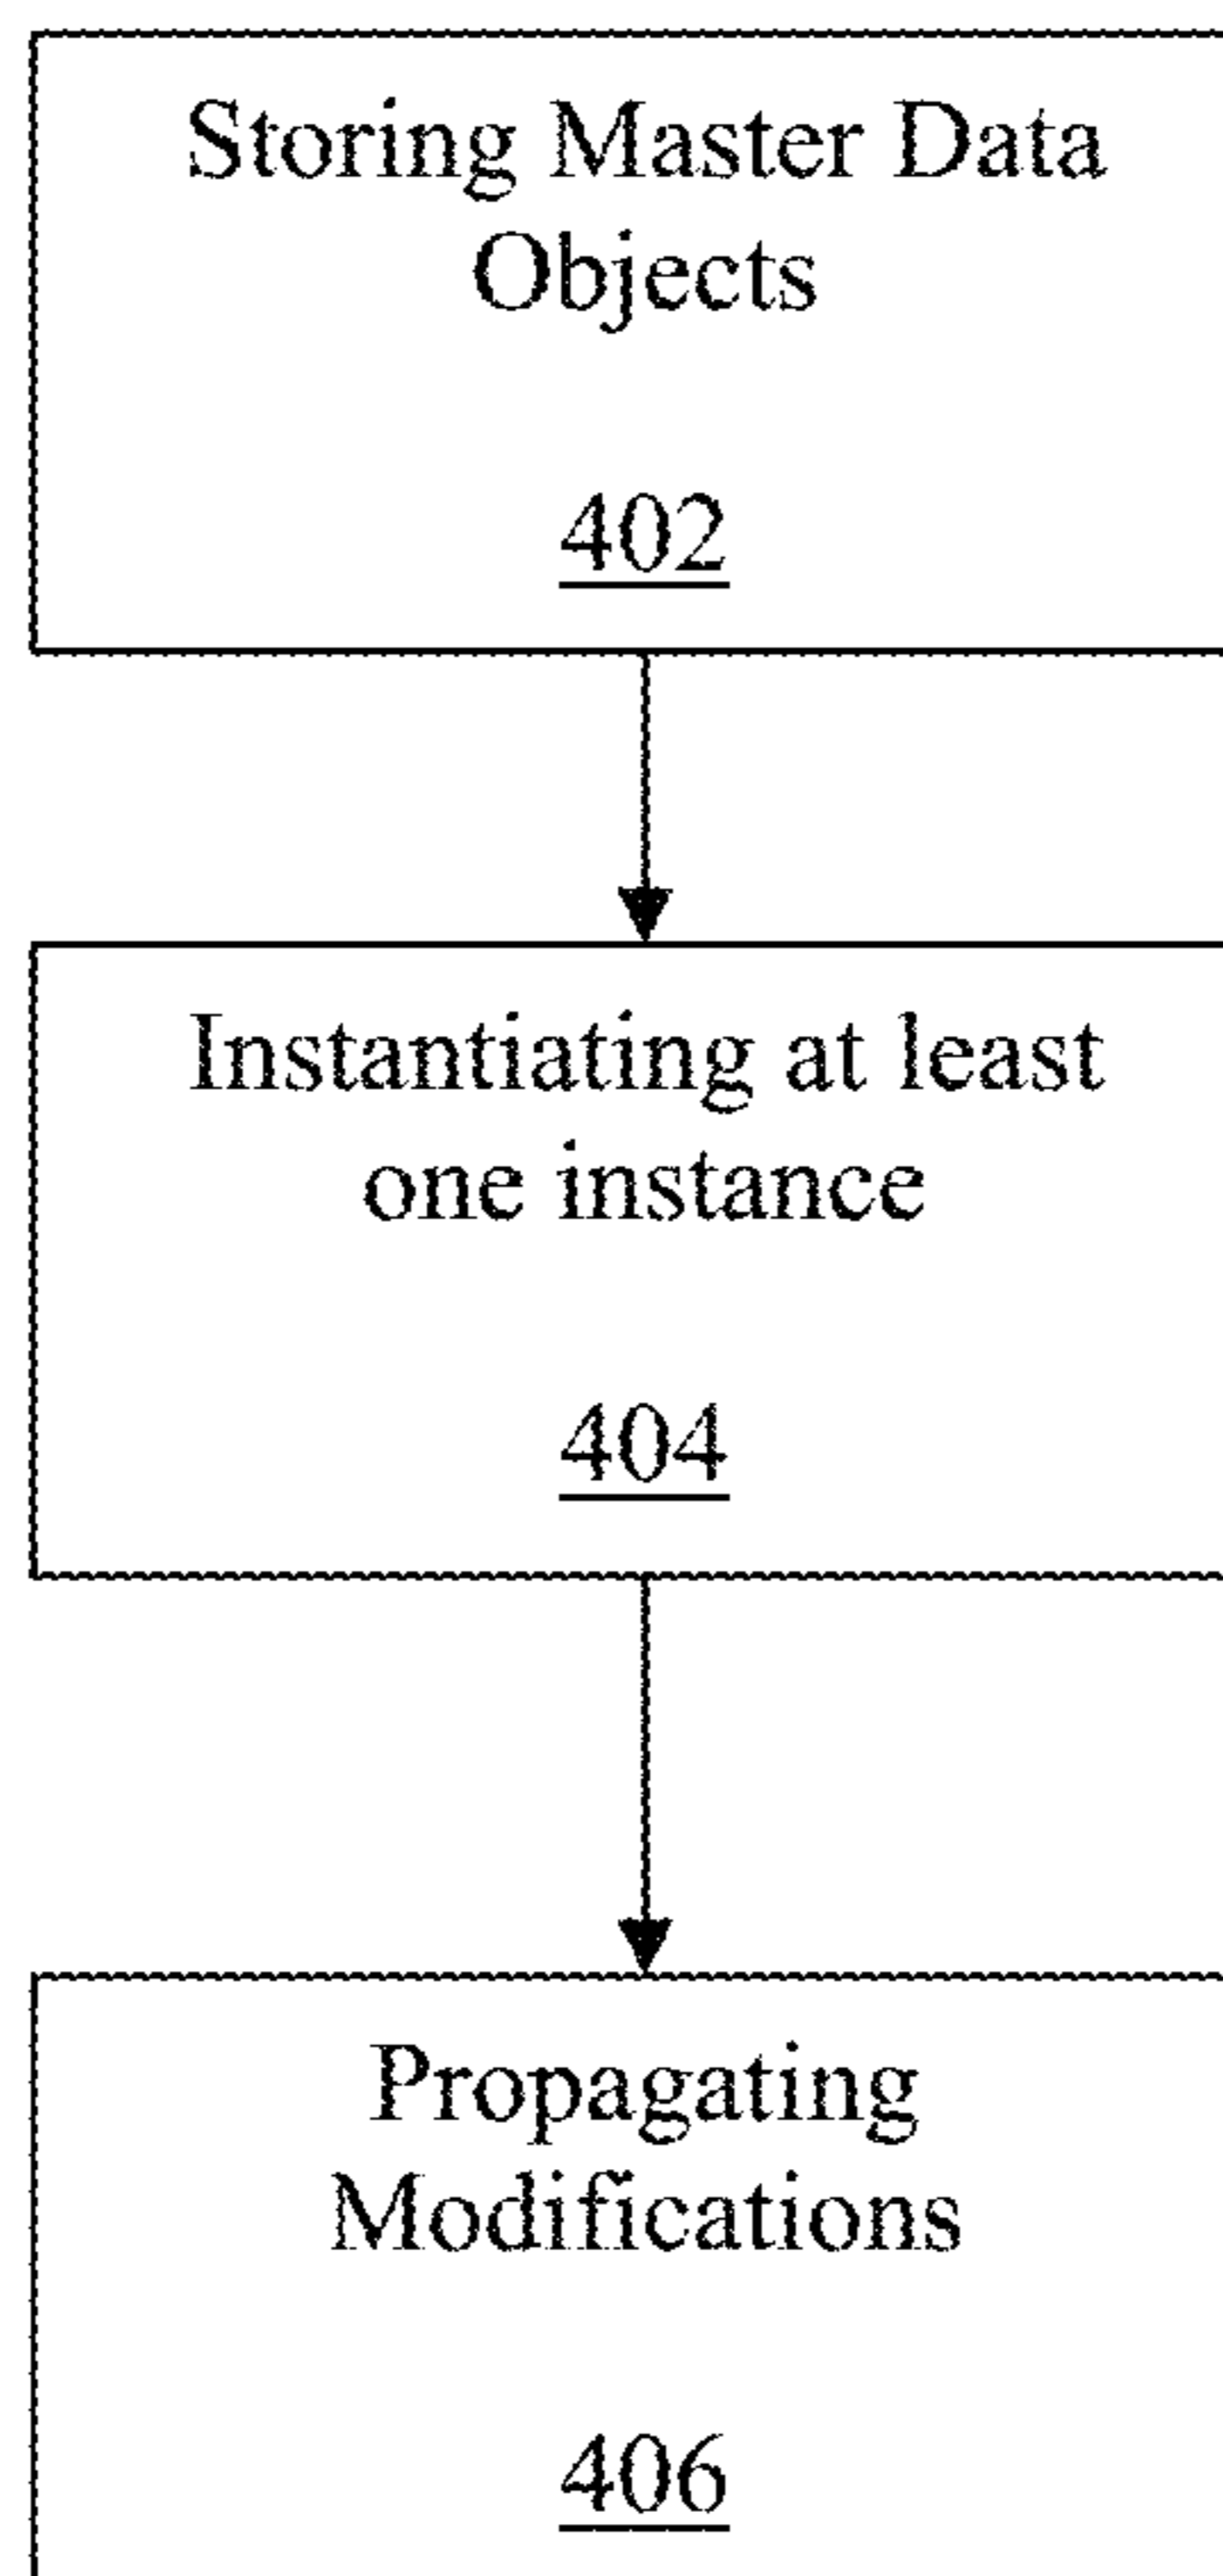 Storing Master Data
Objects
402
Instantiating at least
one instance
404
Propagating
Modifications
406